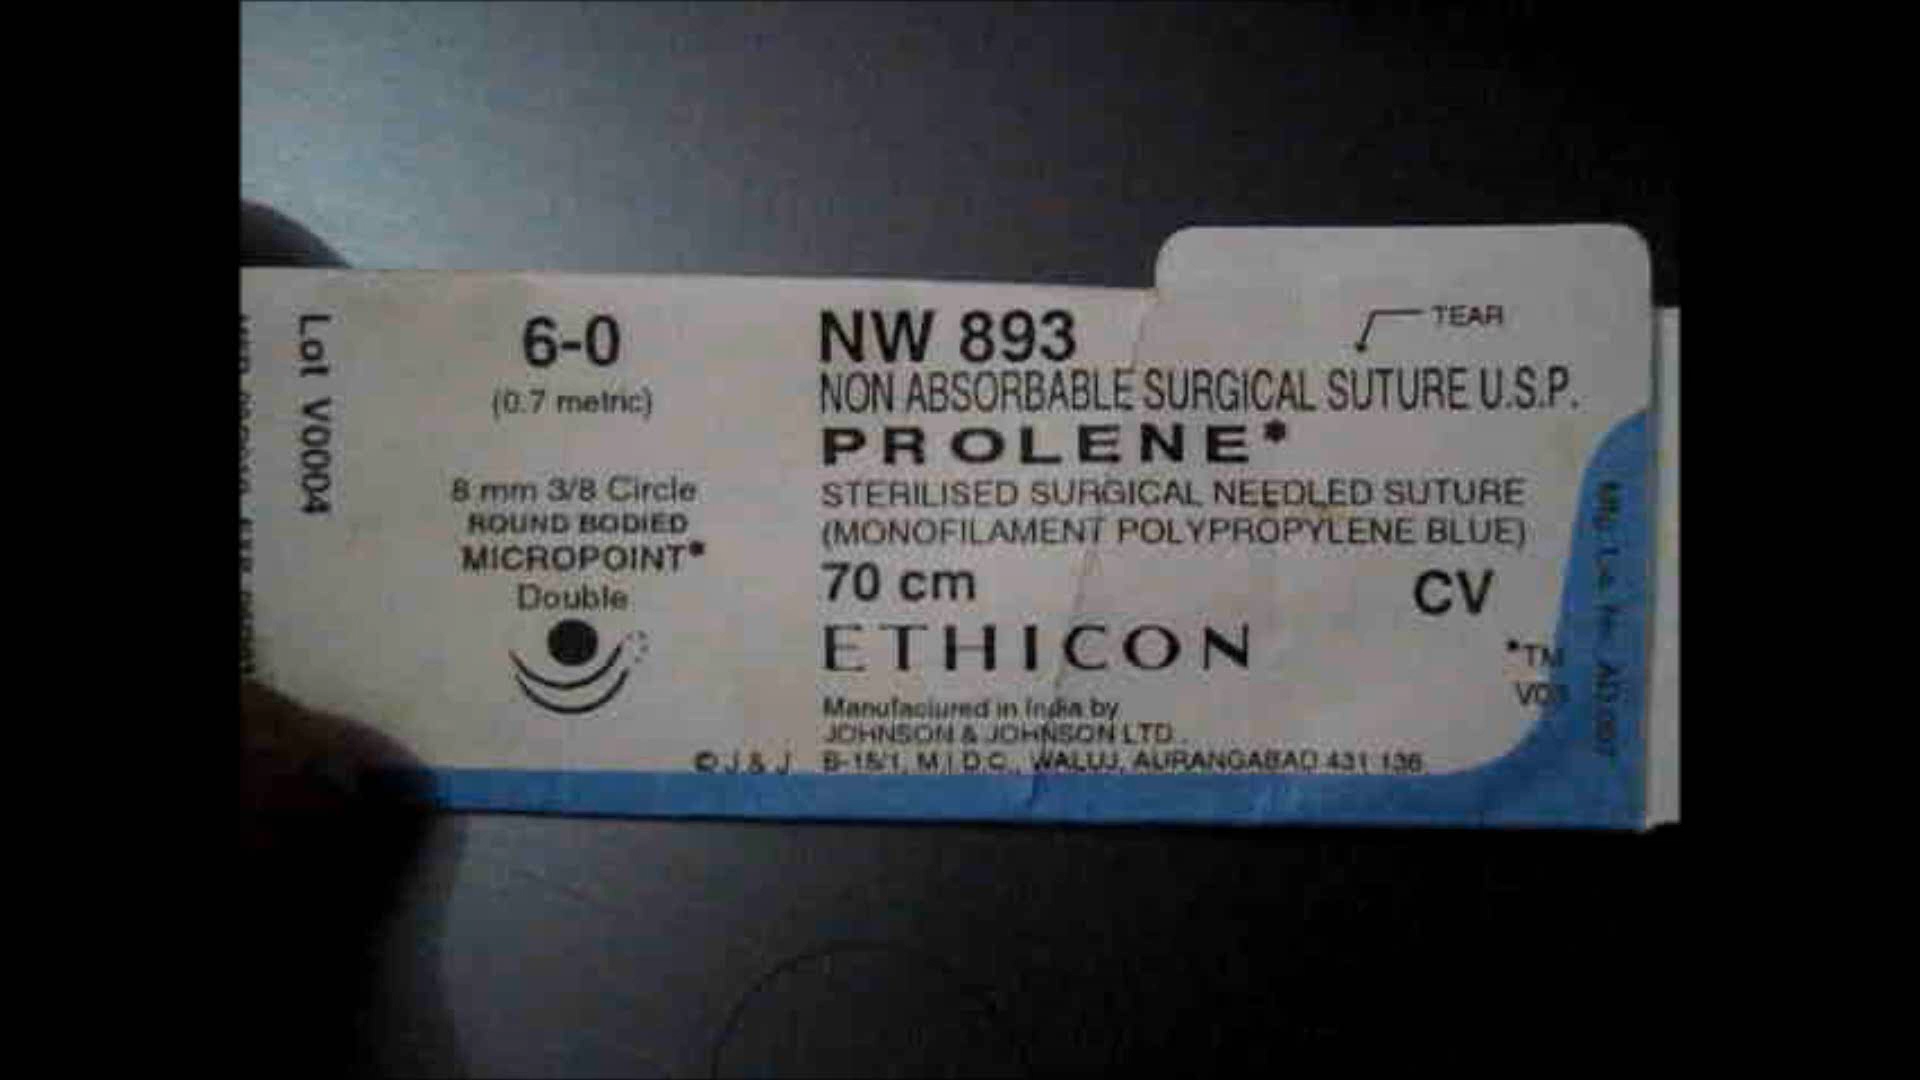 Lot V0004
6-0
(0.7 metric)
8 mm 3/8 Circle
ROUND BODIED
MICROPOINT*
Double
NW 893
TEAR
NON ABSORBABLE SURGICAL SUTURE U.S.P.
PROLENE*
STERILISED SURGICAL NEEDLED SUTURE
(MONOFILAMENT POLYPROPYLENE BLUE)
70 cm
CV
ETHICON
*TM
Manufactured in India by
JOHNSON & JOHNSON LTD.
© J & J
B-15/1, M.I.D.C., WALUJ, AURANGABAD 431 136